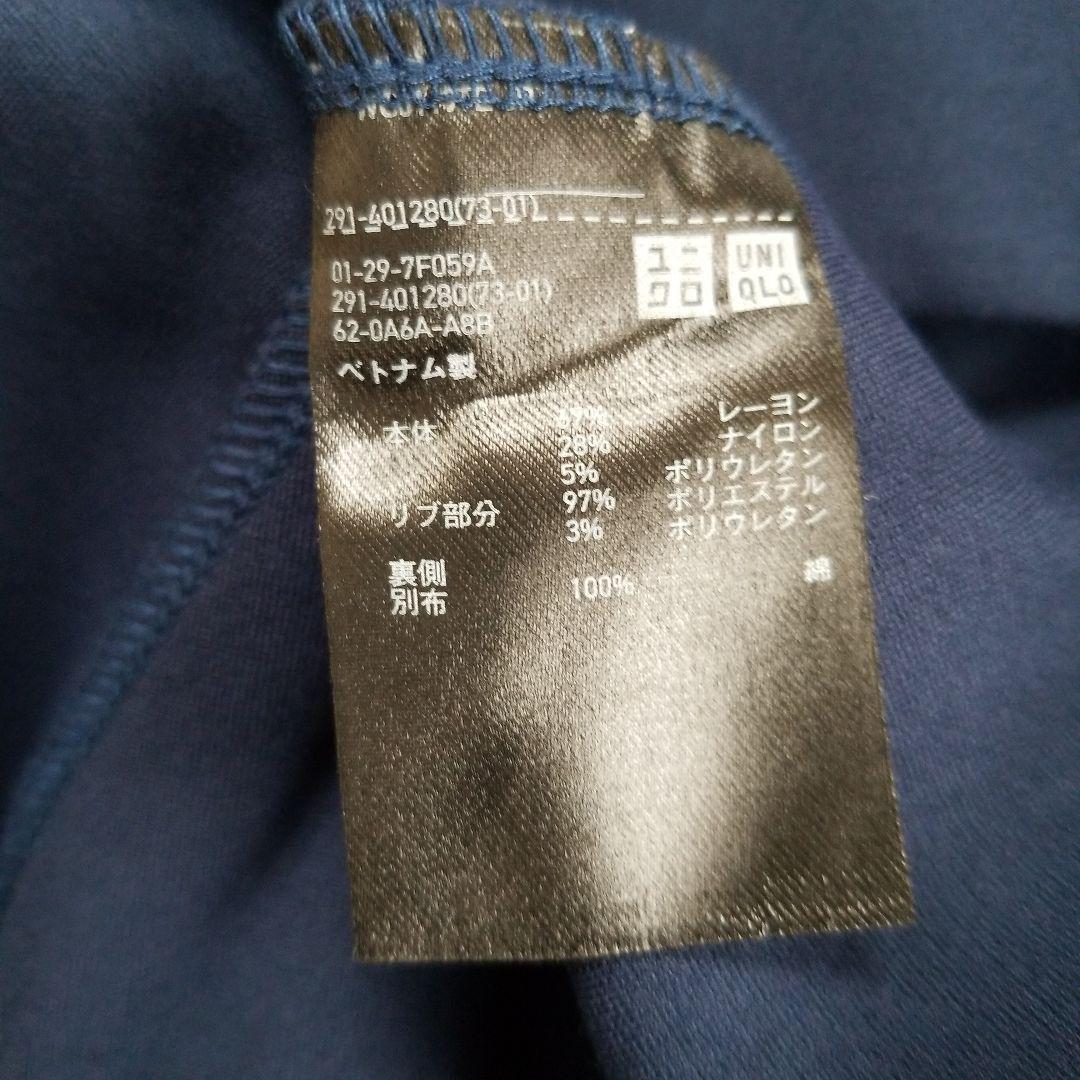 291-401280(73-01)
ユニクロ
UNIQLO
01-29-7F059A
291-401280(73-01)
62-0A6A-A8B
ベトナム製
本体 67% レーヨン
28% ナイロン
5% ポリウレタン
リブ部分 97% ポリエステル
3% ポリウレタン
裏側
別布 100% 綿